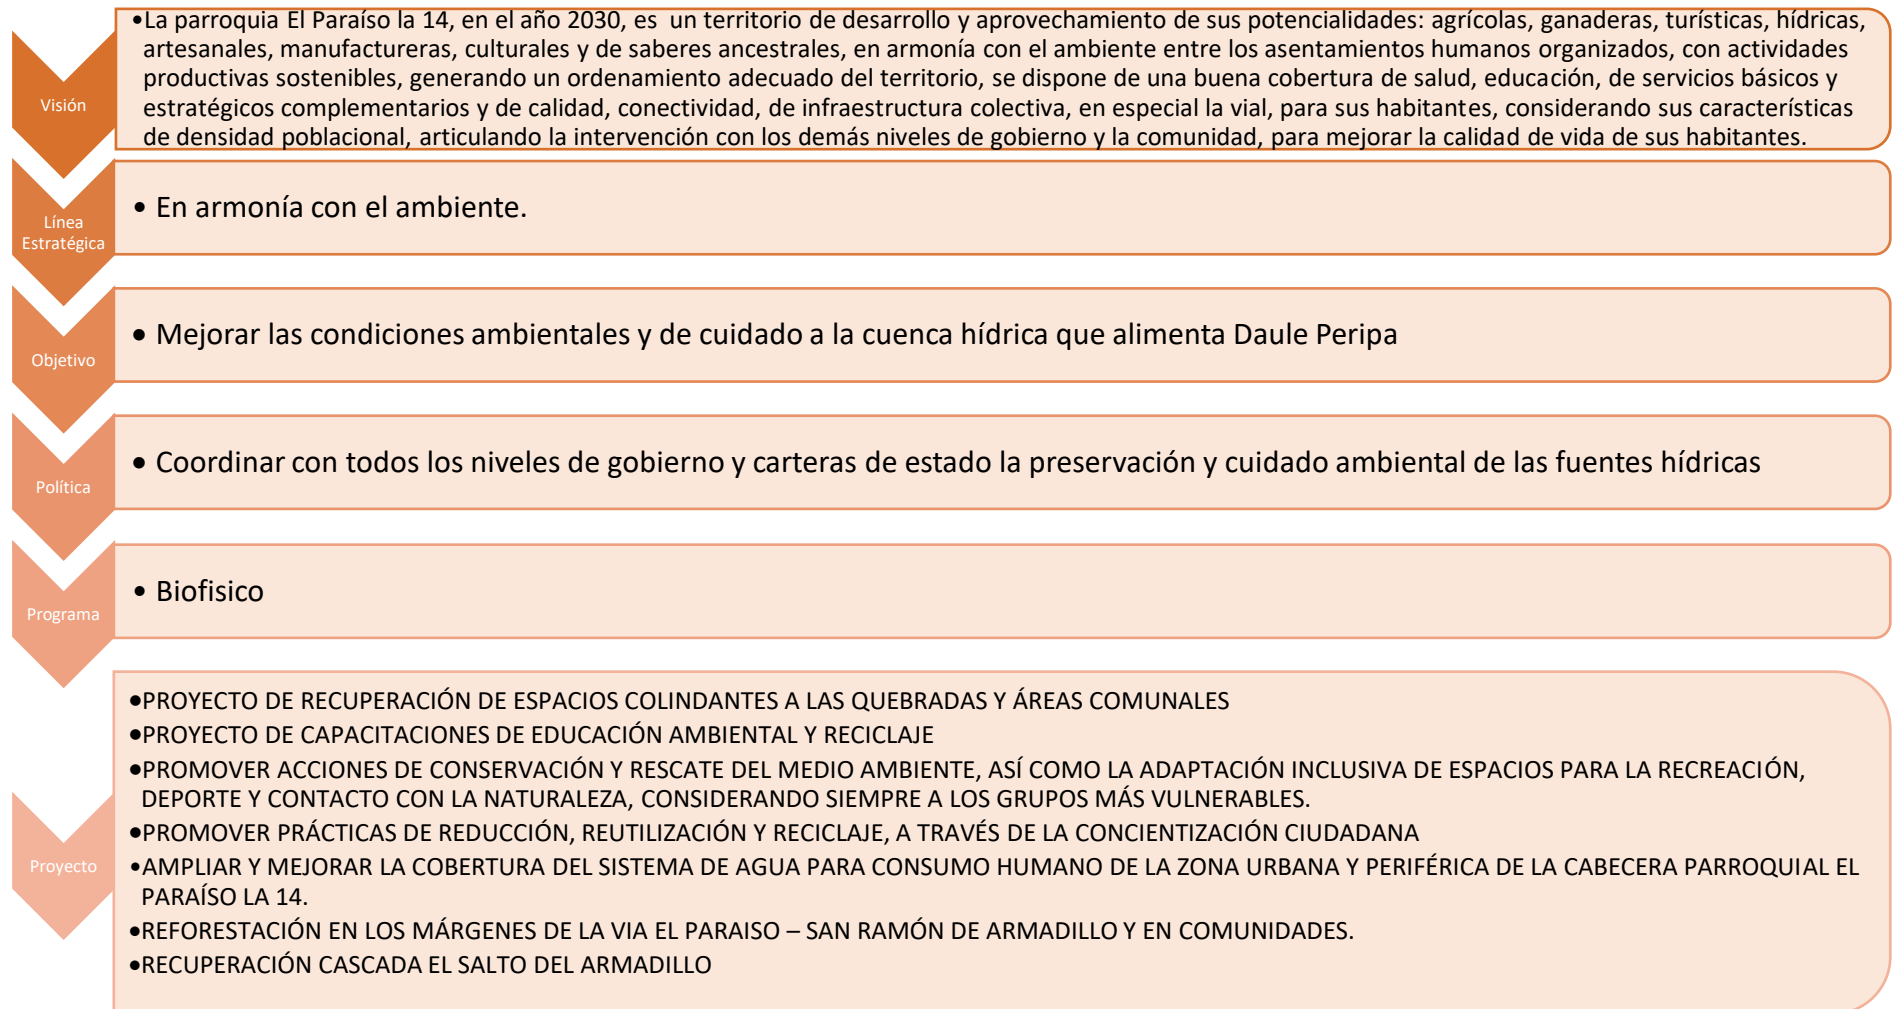 Visión
•La parroquia El Paraíso la 14, en el año 2030, es  un territorio de desarrollo y aprovechamiento de sus potencialidades: agrícolas, ganaderas, turísticas, hídricas,
artesanales, manufactureras, culturales y de saberes ancestrales, en armonía con el ambiente entre los asentamientos humanos organizados, con actividades
productivas sostenibles, generando un ordenamiento adecuado del territorio, se dispone de una buena cobertura de salud, educación, de servicios básicos y
estratégicos complementarios y de calidad, conectividad, de infraestructura colectiva, en especial la vial, para sus habitantes, considerando sus características
de densidad poblacional, articulando la intervención con los demás niveles de gobierno y la comunidad, para mejorar la calidad de vida de sus habitantes.
Línea
Estratégica
• En armonía con el ambiente.
Objetivo
• Mejorar las condiciones ambientales y de cuidado a la cuenca hídrica que alimenta Daule Peripa
Política
• Coordinar con todos los niveles de gobierno y carteras de estado la preservación y cuidado ambiental de las fuentes hídricas
Programa
• Biofisico
Proyecto
•PROYECTO DE RECUPERACIÓN DE ESPACIOS COLINDANTES A LAS QUEBRADAS Y ÁREAS COMUNALES
•PROYECTO DE CAPACITACIONES DE EDUCACIÓN AMBIENTAL Y RECICLAJE
•PROMOVER ACCIONES DE CONSERVACIÓN Y RESCATE DEL MEDIO AMBIENTE, ASÍ COMO LA ADAPTACIÓN INCLUSIVA DE ESPACIOS PARA LA RECREACIÓN,
DEPORTE Y CONTACTO CON LA NATURALEZA, CONSIDERANDO SIEMPRE A LOS GRUPOS MÁS VULNERABLES.
•PROMOVER PRÁCTICAS DE REDUCCIÓN, REUTILIZACIÓN Y RECICLAJE, A TRAVÉS DE LA CONCIENTIZACIÓN CIUDADANA
•AMPLIAR Y MEJORAR LA COBERTURA DEL SISTEMA DE AGUA PARA CONSUMO HUMANO DE LA ZONA URBANA Y PERIFÉRICA DE LA CABECERA PARROQUIAL EL
PARAÍSO LA 14.
•REFORESTACIÓN EN LOS MÁRGENES DE LA VIA EL PARAISO – SAN RAMÓN DE ARMADILLO Y EN COMUNIDADES.
•RECUPERACIÓN CASCADA EL SALTO DEL ARMADILLO